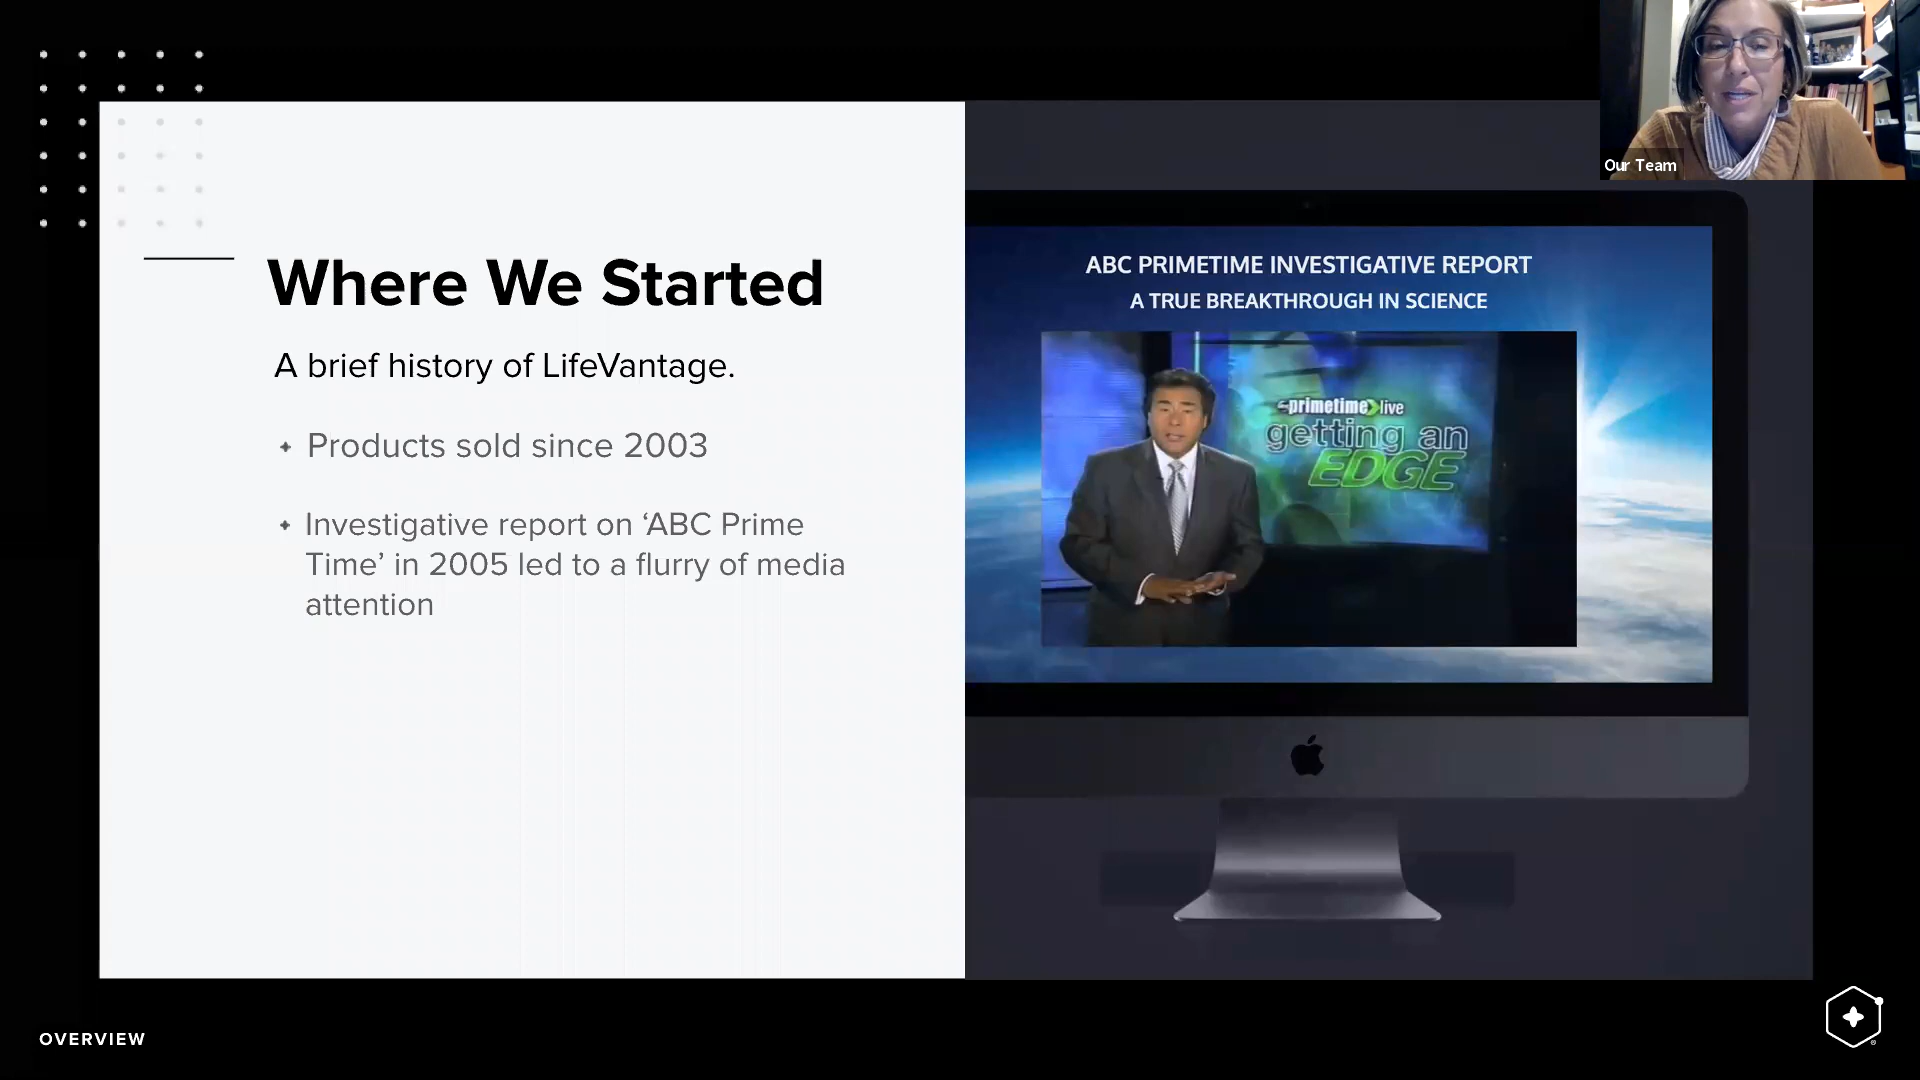 Our Team
Where We Started
A brief history of LifeVantage.
Products sold since 2003
Investigative report on ‘ABC Prime
Time’ in 2005 led to a flurry of media
attention
ABC PRIMETIME INVESTIGATIVE REPORT
A TRUE BREAKTHROUGH IN SCIENCE
primetime live
getting an
EDGE
OVERVIEW